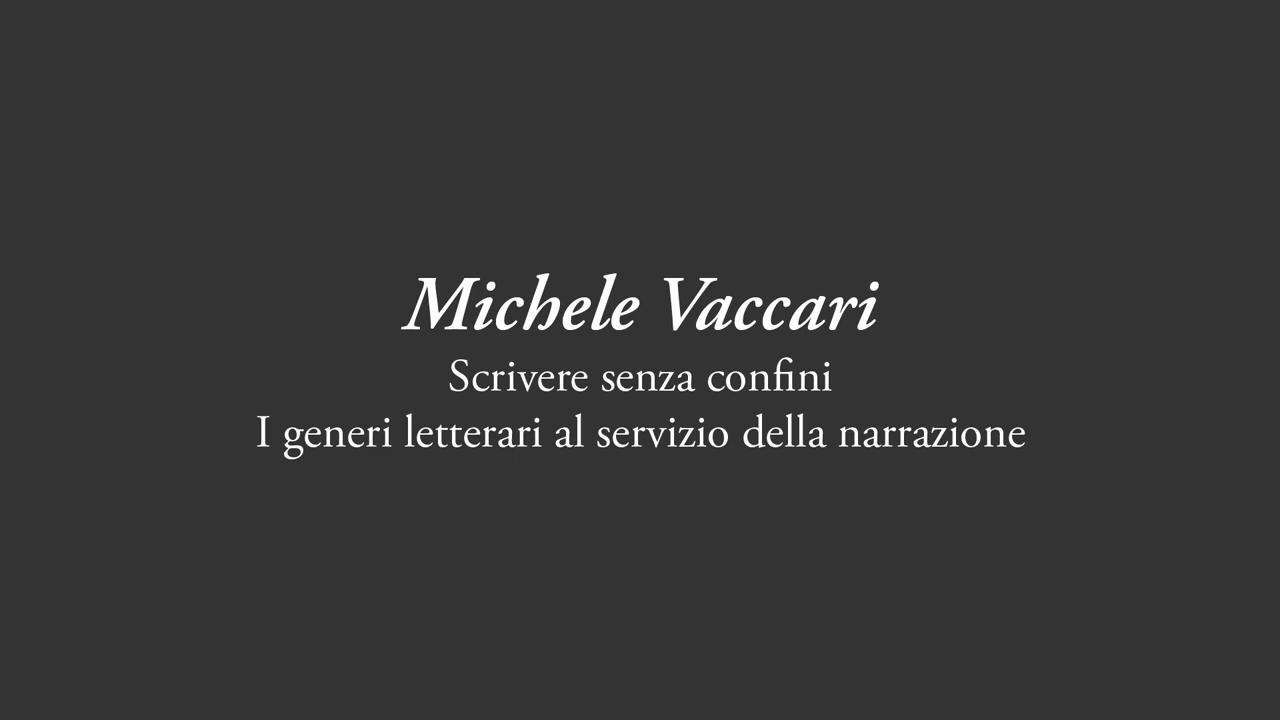 Michele Vaccari
Scrivere senza confini
I generi letterari al servizio della narrazione